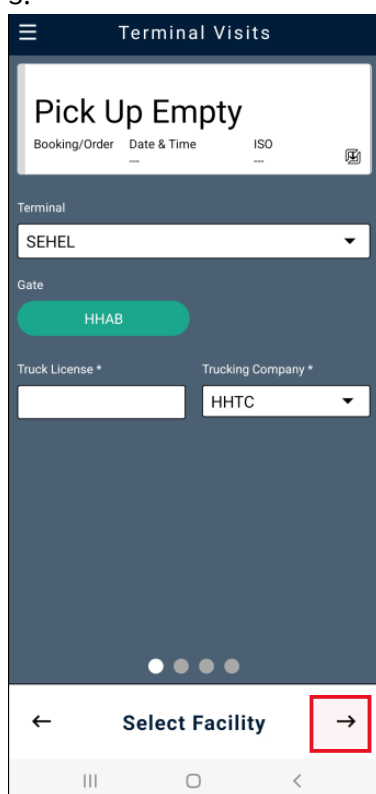 Terminal Visits
Pick Up Empty
Booking/Order Date & Time ISO
--- ---
Terminal
SEHEL
Gate
HHAB
Truck License * Trucking Company *
HHTC
Select Facility